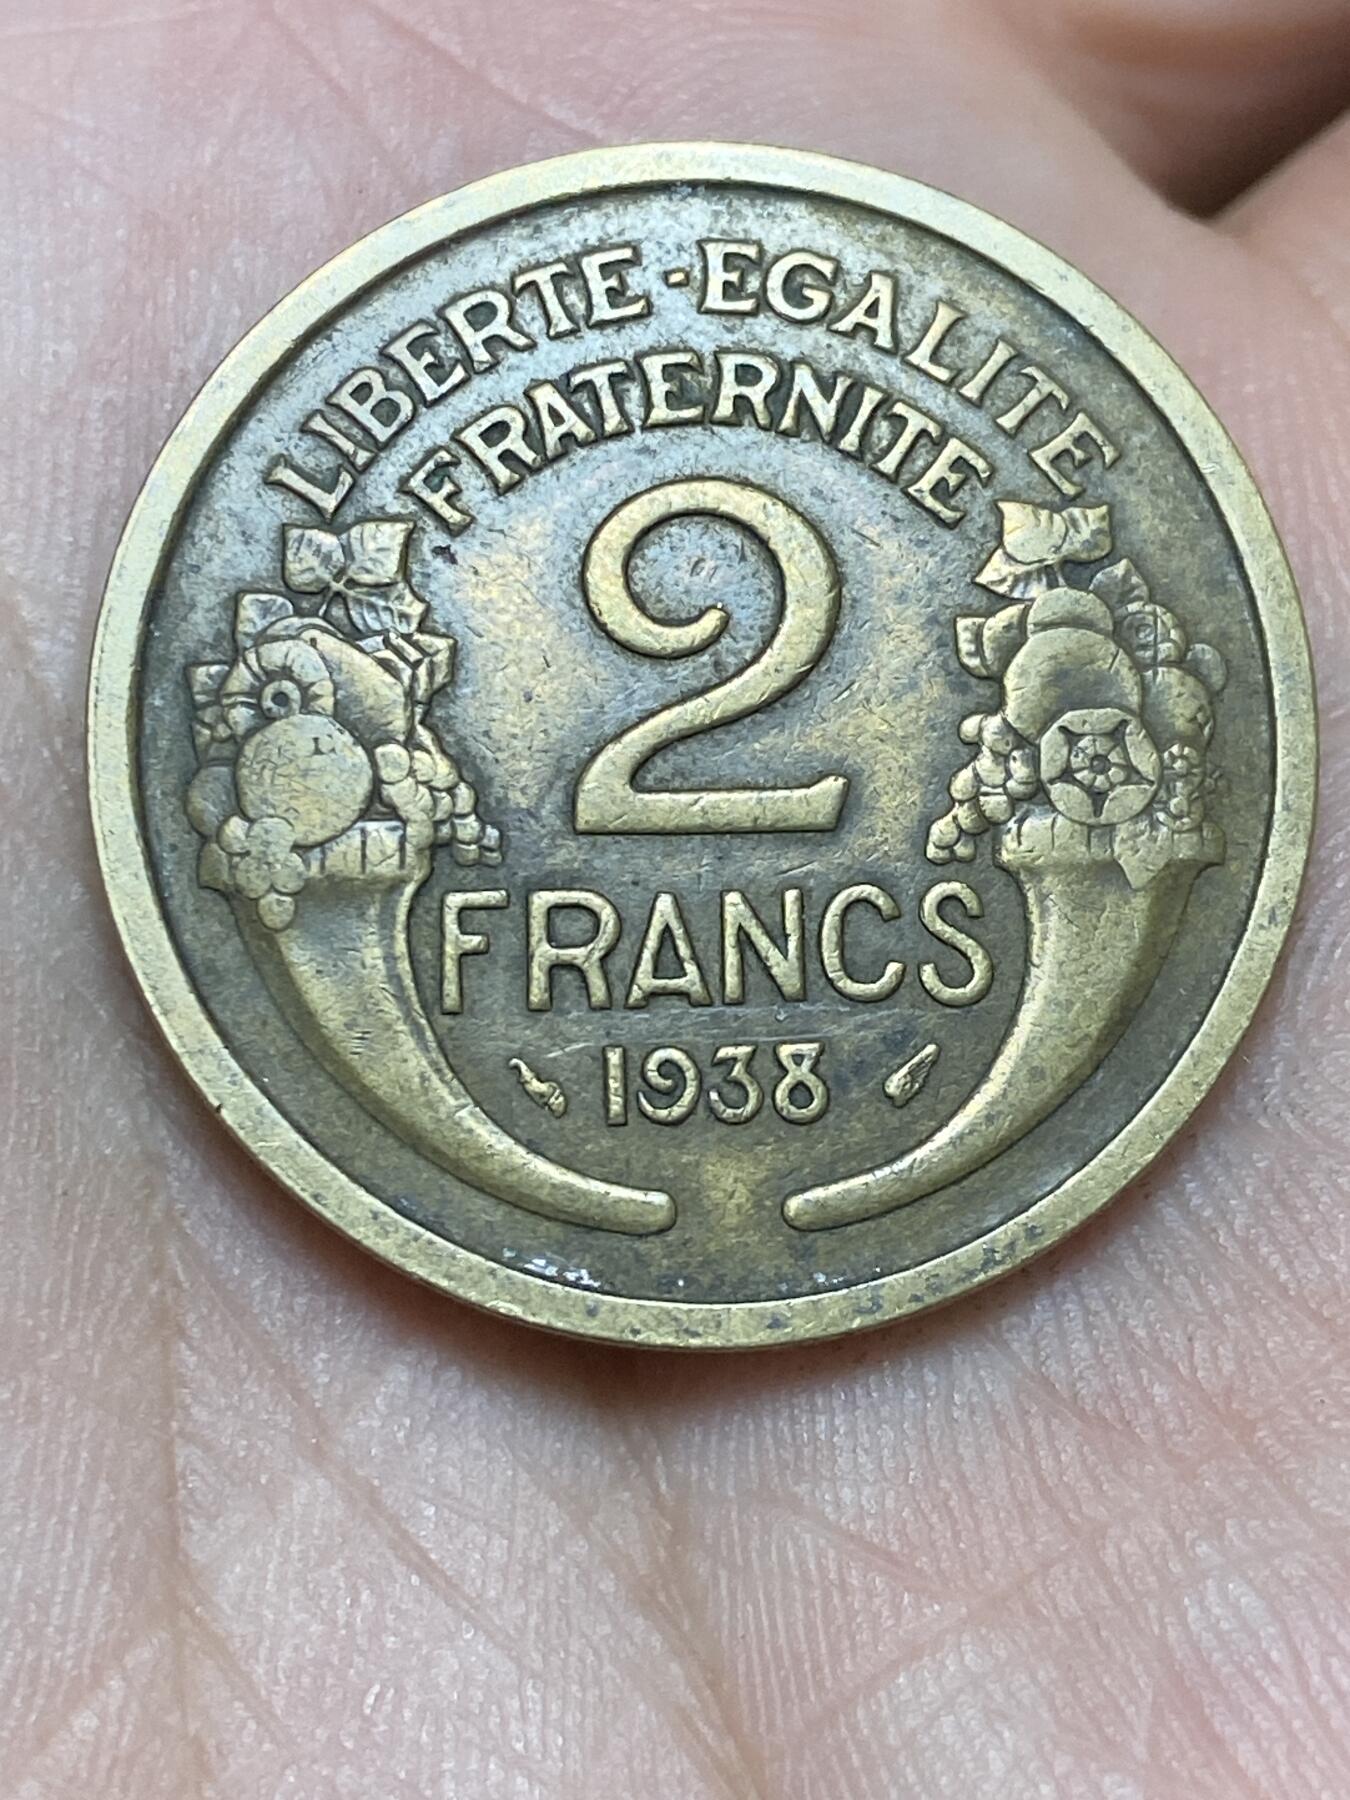 LIBERTE · EGALITE
FRATERNITE
2
FRANCS
1938